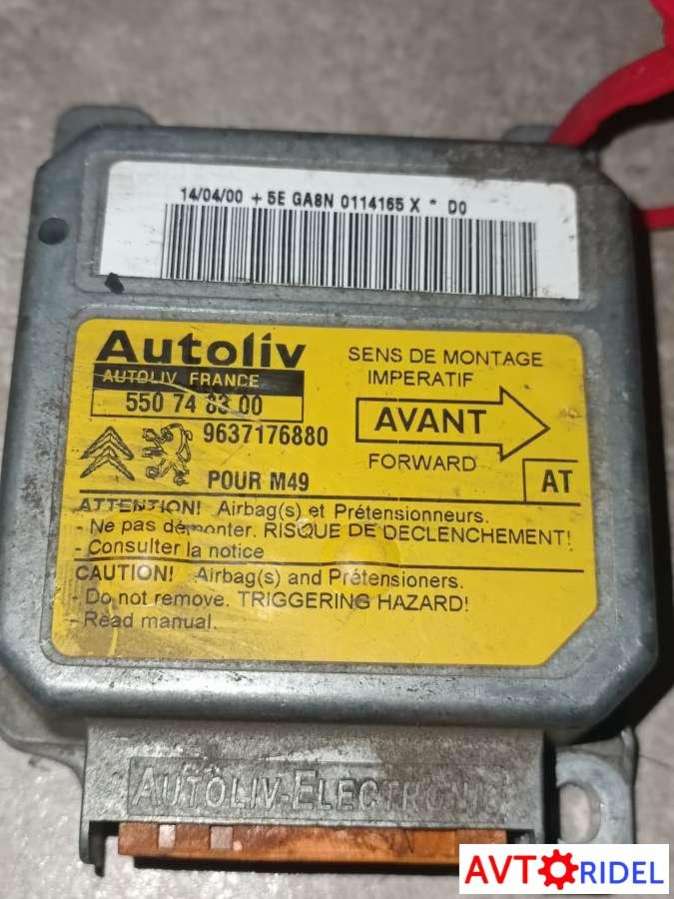 14/04/00 + 5E GA8N 0114165 X * D0
Autoliv
AUTOLIV FRANCE
550 74 83 00
9637176880
POUR M49
SENS DE MONTAGE
IMPERATIF
AVANT
FORWARD
AT
ATTENTION! Airbag(s) et Prétensionneurs.
- Ne pas démonter. RISQUE DE DECLENCHEMENT!
- Consulter la notice
CAUTION! Airbag(s) and Prétensioners.
- Do not remove. TRIGGERING HAZARD!
- Read manual.
AUTOLIV-ELECTRONIC
AVTORIDEL